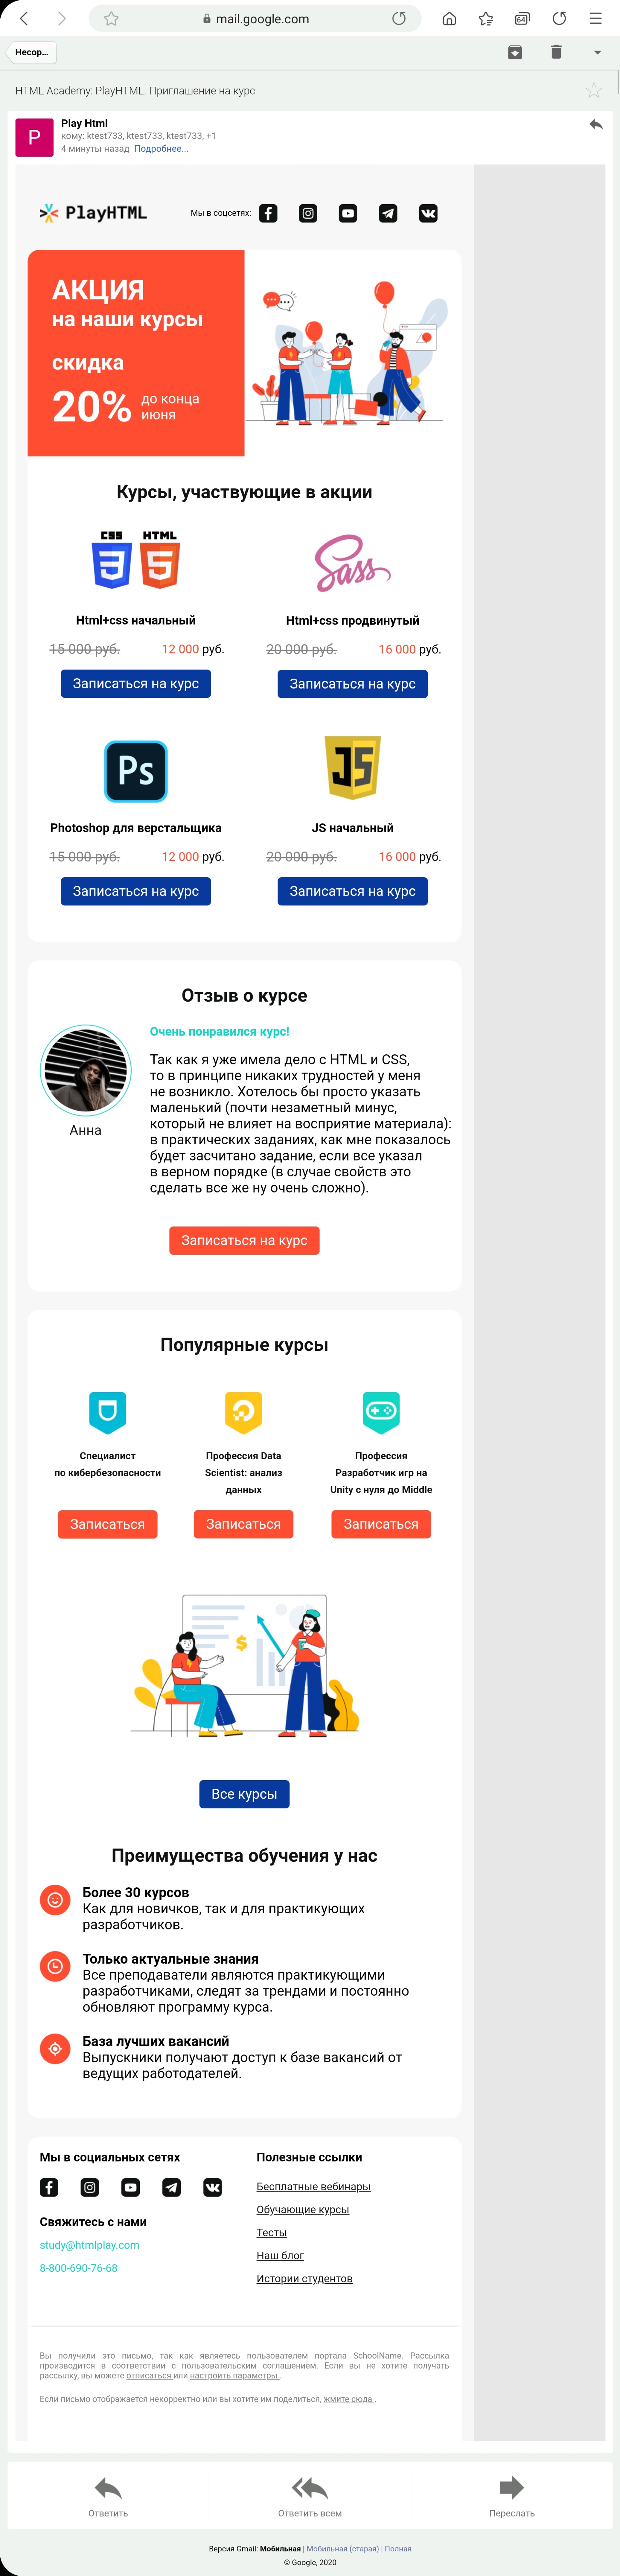 mail.google.com
64
Несор...
HTML Academy: PlayHTML. Приглашение на курс
P
Play Html
кому: ktest733, ktest733, ktest733, +1
4 минуты назад Подробнее...
PlayHTML
Мы в соцсетях:
АКЦИЯ
на наши курсы
скидка
20% до конца
июня
Курсы, участвующие в акции
CSS HTML
3 5
Sass
Html+css начальный
Html+css продвинутый
15 000 руб. 12 000 руб.
20 000 руб. 16 000 руб.
Записаться на курс
Записаться на курс
Ps
JS
Photoshop для верстальщика
JS начальный
15 000 руб. 12 000 руб.
20 000 руб. 16 000 руб.
Записаться на курс
Записаться на курс
Отзыв о курсе
Анна
Очень понравился курс!
Так как я уже имела дело с HTML и CSS,
то в принципе никаких трудностей у меня
не возникло. Хотелось бы просто указать
маленький (почти незаметный минус,
который не влияет на восприятие материала):
в практических заданиях, как мне показалось
будет засчитано задание, если все указал
в верном порядке (в случае свойств это
сделать все же ну очень сложно).
Записаться на курс
Популярные курсы
Специалист
по кибербезопасности
Профессия Data
Scientist: анализ
данных
Профессия
Разработчик игр на
Unity с нуля до Middle
Записаться
Записаться
Записаться
$
Все курсы
Преимущества обучения у нас
Более 30 курсов
Как для новичков, так и для практикующих
разработчиков.
Только актуальные знания
Все преподаватели являются практикующими
разработчиками, следят за трендами и постоянно
обновляют программу курса.
База лучших вакансий
Выпускники получают доступ к базе вакансий от
ведущих работодателей.
Мы в социальных сетях
Свяжитесь с нами
study@htmlplay.com
8-800-690-76-68
Полезные ссылки
Бесплатные вебинары
Обучающие курсы
Тесты
Наш блог
Истории студентов
Вы получили это письмо, так как являетесь пользователем портала SchoolName. Рассылка
производится в соответствии с пользовательским соглашением. Если вы не хотите получать
рассылку, вы можете отписаться или настроить параметры .
Если письмо отображается некорректно или вы хотите им поделиться, жмите сюда .
Ответить
Ответить всем
Переслать
Версия Gmail: Мобильная | Мобильная (старая) | Полная
© Google, 2020